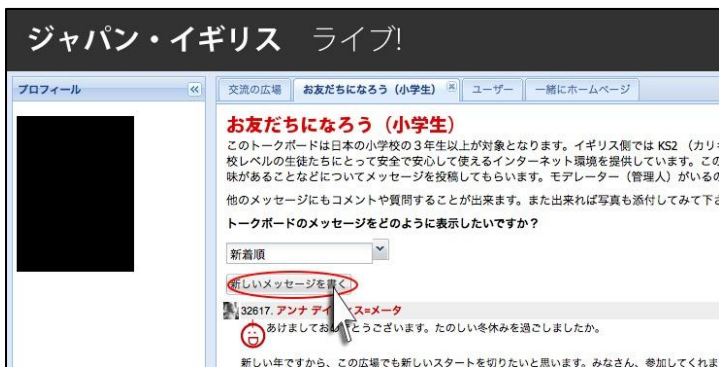 ジャパン・イギリス ライブ!
プロフィール
交流の広場 お友だちになろう（小学生） ユーザー 一緒にホームページ
お友だちになろう（小学生）
このトークボードは日本の小学校の３年生以上が対象となります。イギリス側では KS2 （カリ
校レベルの生徒たちにとって安全で安心して使えるインターネット環境を提供しています。この
味があることなどについてメッセージを投稿してもらいます。モデレーター（管理人）がいるの
他のメッセージにもコメントや質問することが出来ます。また出来れば写真も添付してみて下
トークボードのメッセージをどのように表示したいですか？
新着順
新しいメッセージを書く
32617. アンナ デイ ス=メータ
あけましてお とうございます。たのしい冬休みを過ごしましたか。
新しい年ですから、この広場でも新しいスタートを切りたいと思います。みなさん、参加してくれま